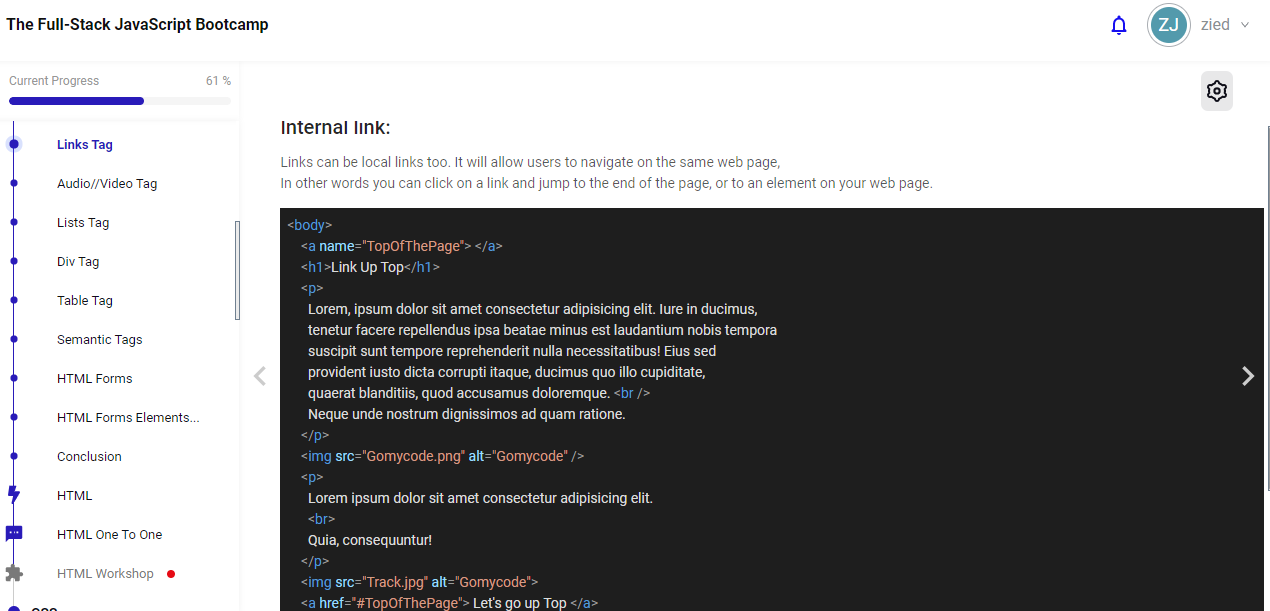 The Full-Stack JavaScript Bootcamp
ZJ
zied
Current Progress
61 %
Links Tag
Audio//Video Tag
Lists Tag
Div Tag
Table Tag
Semantic Tags
HTML Forms
HTML Forms Elements...
Conclusion
HTML
HTML One To One
HTML Workshop
Internal link:
Links can be local links too. It will allow users to navigate on the same web page,
In other words you can click on a link and jump to the end of the page, or to an element on your web page.
<body>
<a name="TopOfThePage"> </a>
<h1>Link Up Top</h1>
<p>
Lorem, ipsum dolor sit amet consectetur adipisicing elit. Iure in ducimus,
tenetur facere repellendus ipsa beatae minus est laudantium nobis tempora
suscipit sunt tempore reprehenderit nulla necessitatibus! Eius sed
provident iusto dicta corrupti itaque, ducimus quo illo cupiditate,
quaerat blanditiis, quod accusamus doloremque. <br />
Neque unde nostrum dignissimos ad quam ratione.
</p>
<img src="Gomycode.png" alt="Gomycode" />
<p>
Lorem ipsum dolor sit amet consectetur adipisicing elit.
<br>
Quia, consequuntur!
</p>
<img src="Track.jpg" alt="Gomycode">
<a href="#TopOfThePage"> Let's go up Top </a>